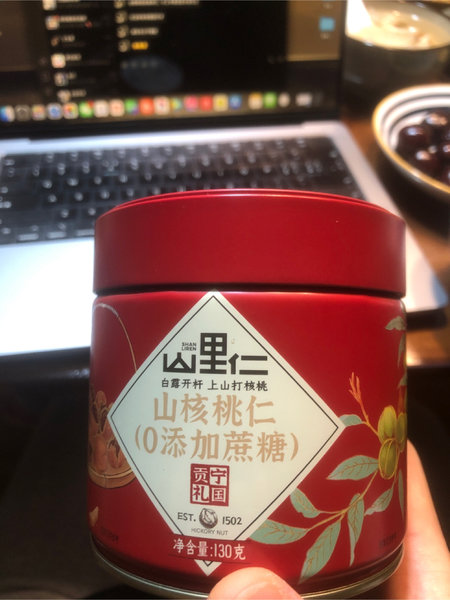 SHAN
LIREN
山里仁
白露开杆 上山打核桃
山核桃仁
(0添加蔗糖)
宁国
贡礼
EST. 1502
HICKORY NUT
净含量:130克